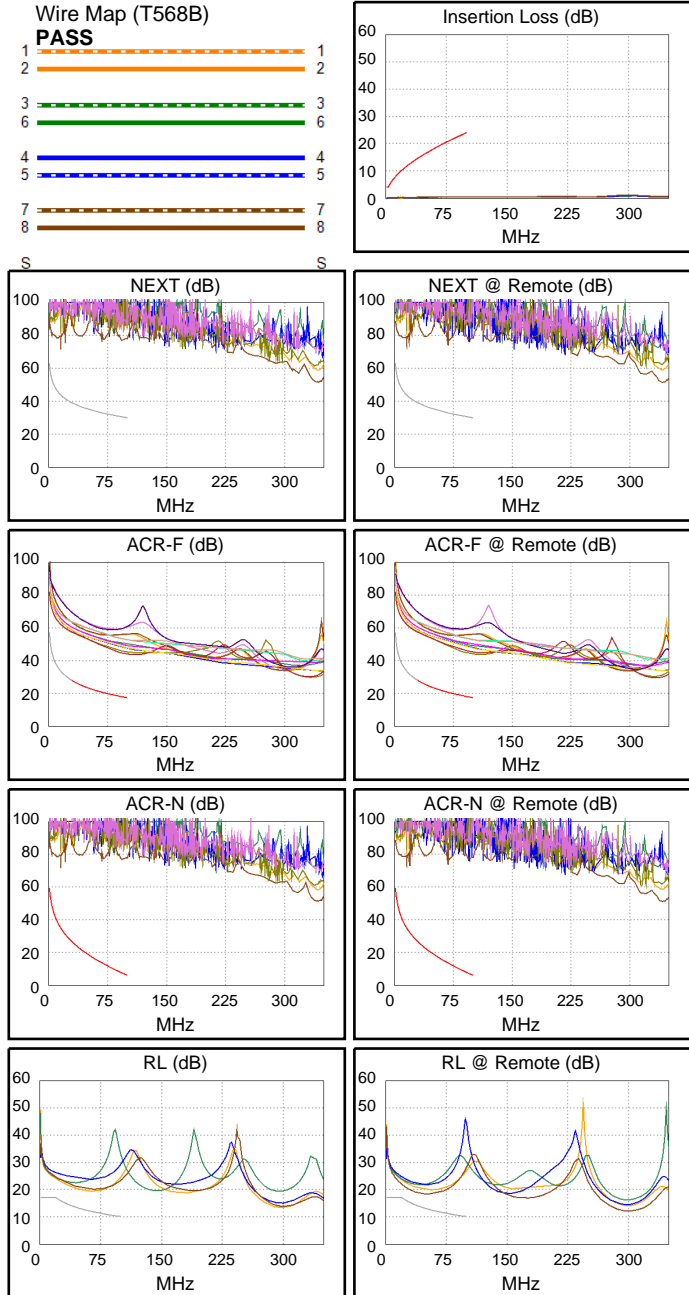 Wire Map (T568B)
PASS
1 1
2 2
3 3
6 6
4 4
5 5
7 7
8 8
S S
Insertion Loss (dB)
60
50
40
30
20
10
0
0 75 150 225 300
MHz
NEXT (dB)
100
80
60
40
20
0
0 75 150 225 300
MHz
NEXT @ Remote (dB)
100
80
60
40
20
0
0 75 150 225 300
MHz
ACR-F (dB)
100
80
60
40
20
0
0 75 150 225 300
MHz
ACR-F @ Remote (dB)
100
80
60
40
20
0
0 75 150 225 300
MHz
ACR-N (dB)
100
80
60
40
20
0
0 75 150 225 300
MHz
ACR-N @ Remote (dB)
100
80
60
40
20
0
0 75 150 225 300
MHz
RL (dB)
60
50
40
30
20
10
0
0 75 150 225 300
MHz
RL @ Remote (dB)
60
50
40
30
20
10
0
0 75 150 225 300
MHz